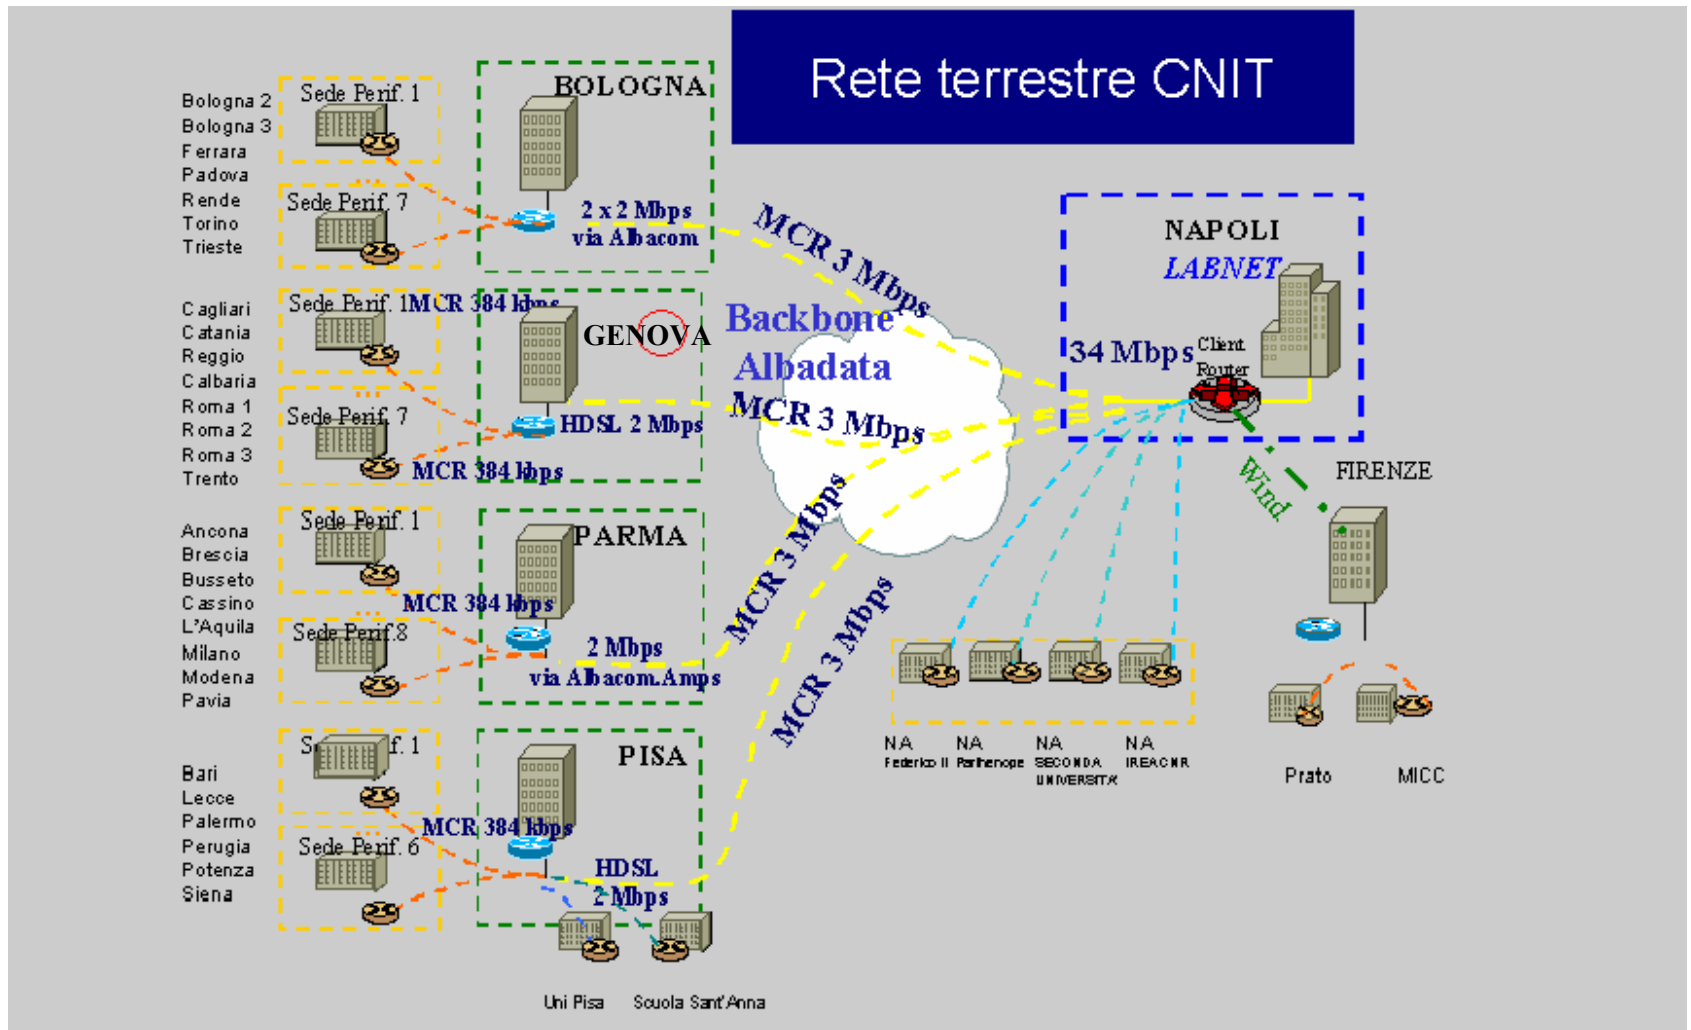 Rete terrestre CNIT
Bologna 2
Bologna 3
Ferrara
Padova
Rende
Torino
Trieste
Sede Perif. 1
...
Sede Perif. 7
BOLOGNA
2 x 2 Mbps
via Albacom
MCR 3 Mbps
Cagliari
Catania
Reggio
Calbaria
Roma 1
Roma 2
Roma 3
Trento
Sede Perif. 1
MCR 384 kbps
...
Sede Perif. 7
MCR 384 kbps
GENOVA
HDSL 2 Mbps
Backbone
Albadata
MCR 3 Mbps
NAPOLI
LABNET
34 Mbps
Client
Router
Wind
FIRENZE
Ancona
Brescia
Busseto
Cassino
L'Aquila
Milano
Modena
Pavia
Sede Perif. 1
MCR 384 kbps
...
Sede Perif.8
PARMA
2 Mbps
via Albacom.Amps
MCR 3 Mbps
Bari
Lecce
Palermo
Perugia
Potenza
Siena
f. 1
MCR 384 kbps
...
Sede Perif. 6
PISA
HDSL
2 Mbps
MCR 3 Mbps
Uni Pisa
Scuola Sant'Anna
NA
Federico II
NA
Parthenope
NA
SECONDA
UNIVERSITA'
NA
IREACNR
Prato
MICC